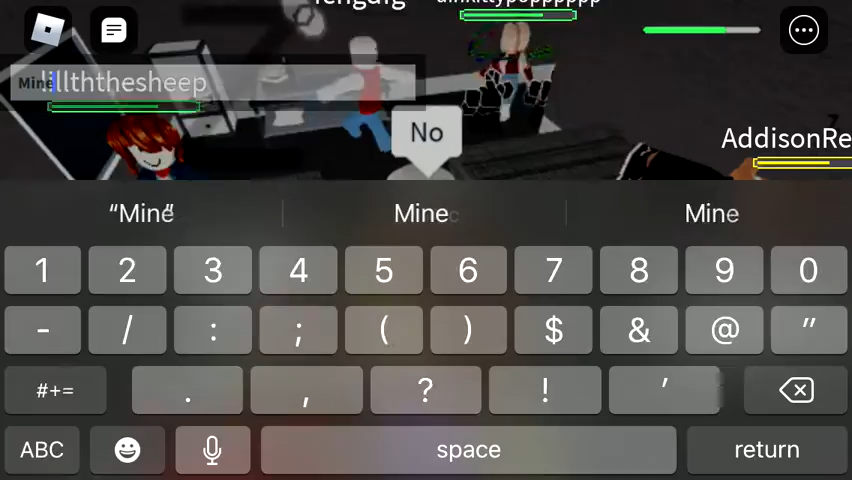 Mine
illththesheep
No
AddisonRe
“Mine”
Mine
Mine
1 2 3 4 5 6 7 8 9 0
- / : ; ( ) $ & @ ”
#+= . , ? ! ’
ABC space return